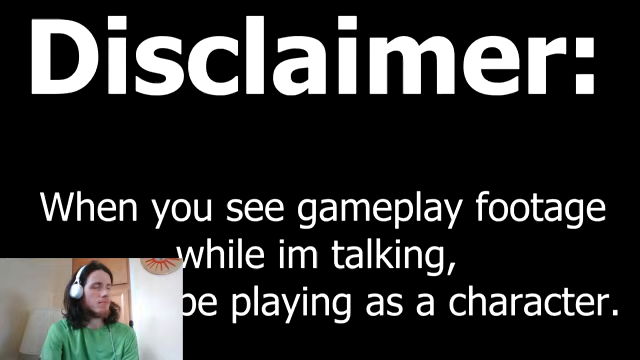 Disclaimer:
When you see gameplay footage
while im talking,
be playing as a character.